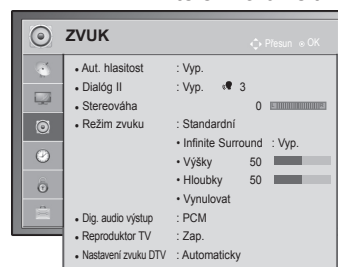 ZVUK
Přesun OK
• Aut. hlasitost : Vyp.
• Dialóg II : Vyp. 3
• Stereováha 0
• Režim zvuku : Standardní
• Infinite Surround : Vyp.
• Výšky 50
• Hloubky 50
• Vynulovat
• Dig. audio výstup : PCM
• Reproduktor TV : Zap.
• Nastavení zvuku DTV : Automaticky